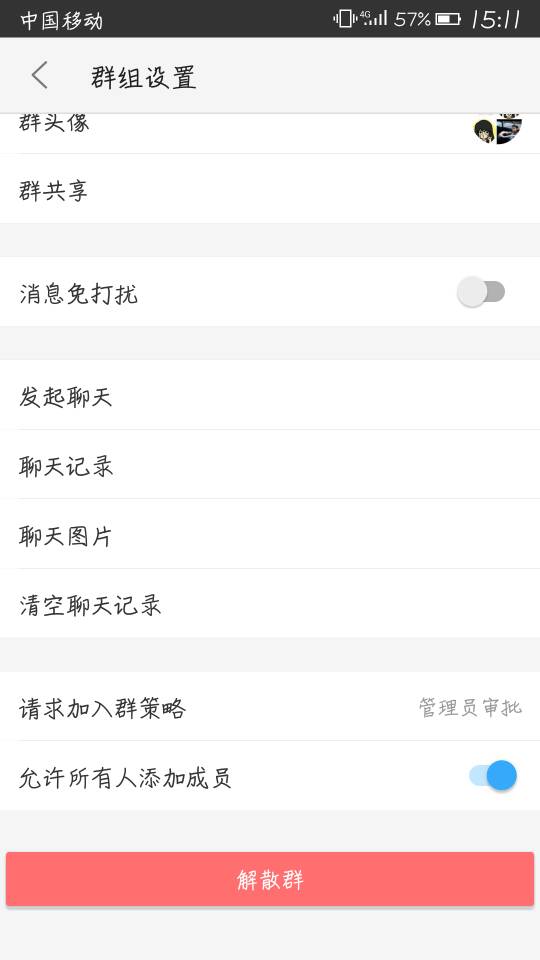 中国移动 4G 57% 15:11
群组设置
群头像
群共享
消息免打扰
发起聊天
聊天记录
聊天图片
清空聊天记录
请求加入群策略 管理员审批
允许所有人添加成员
解散群